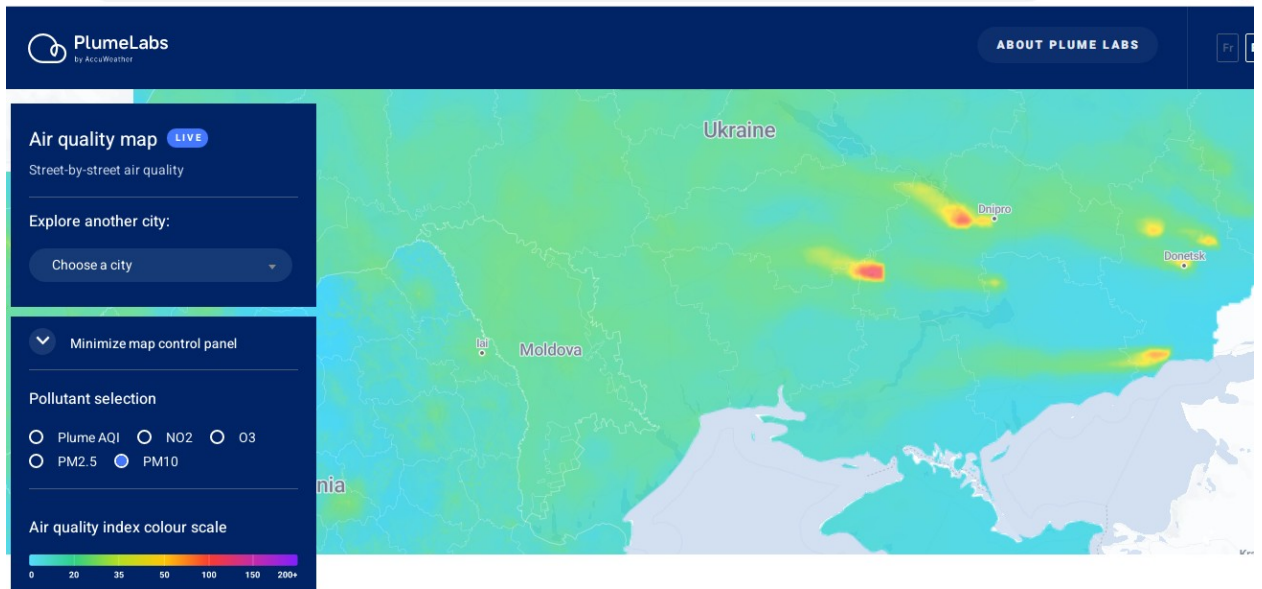 PlumeLabs
by AccuWeather
ABOUT PLUME LABS
Fr
Air quality map LIVE
Street-by-street air quality
Explore another city:
Choose a city
Minimize map control panel
Pollutant selection
Plume AQI NO2 O3
PM2.5 PM10
Air quality index colour scale
0 20 35 50 100 150 200+
Ukraine
Dnipro
Donetsk
Iai
Moldova
nia